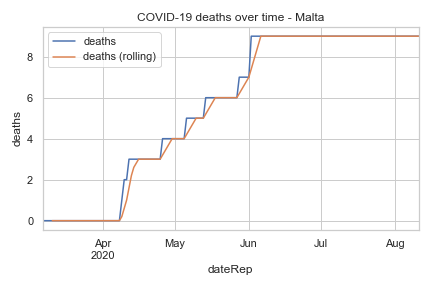 COVID-19 deaths over time - Malta
deaths
deaths (rolling)
deaths
8
6
4
2
0
Apr
2020
May
Jun
Jul
Aug
dateRep